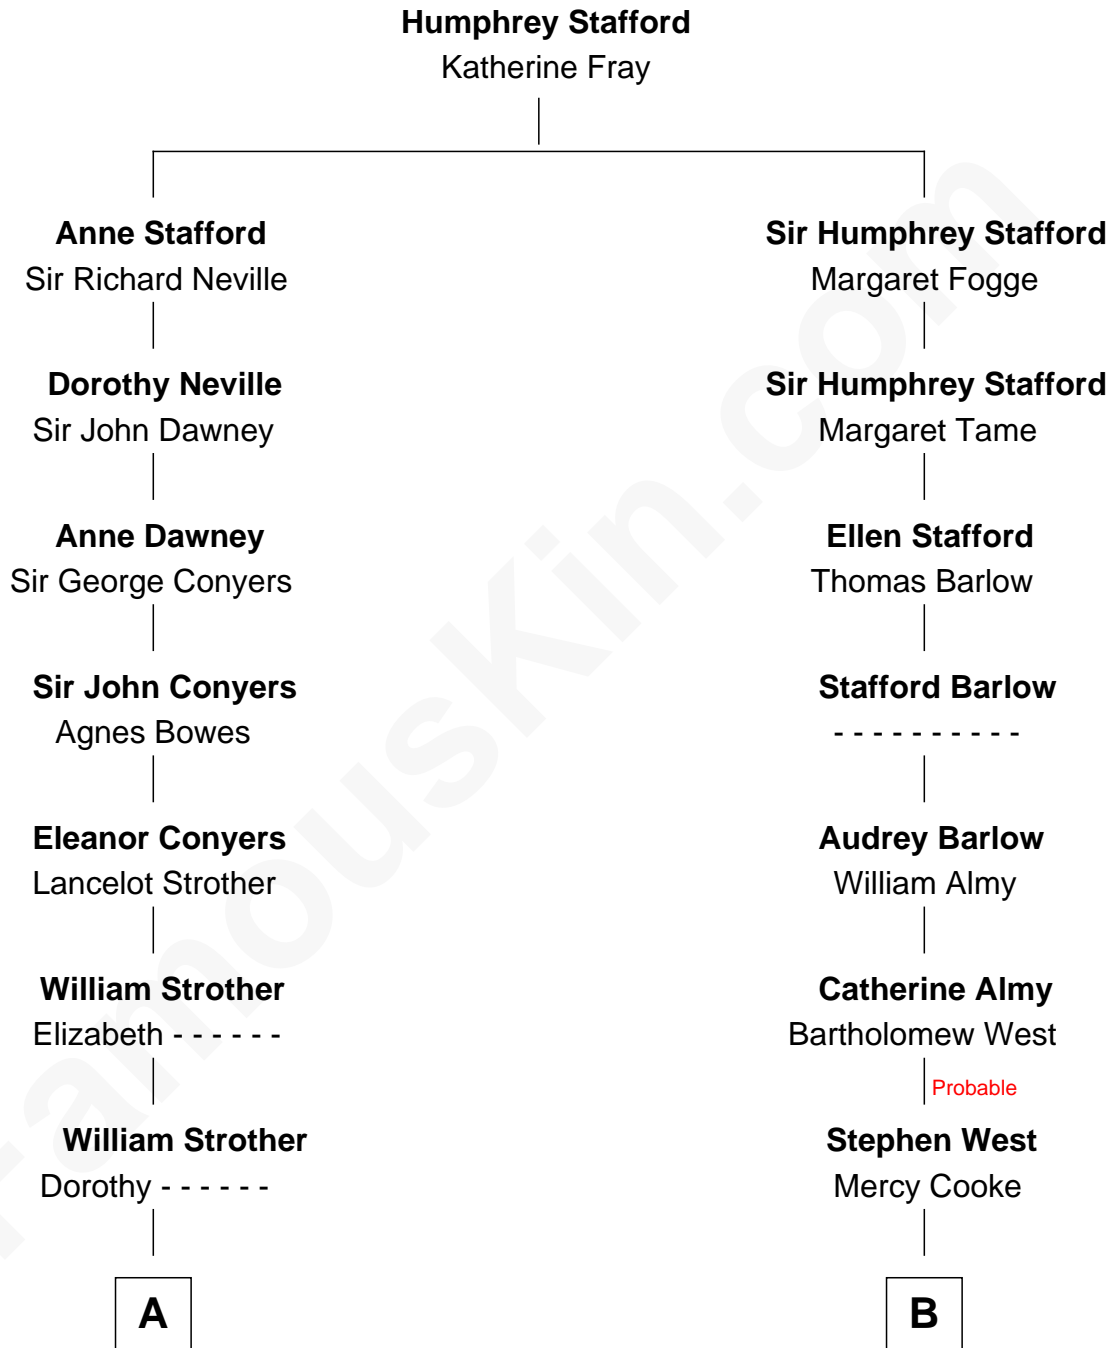 Humphrey Stafford
Katherine Fray
Anne Stafford
Sir Richard Neville
Dorothy Neville
Sir John Dawney
Anne Dawney
Sir George Conyers
Sir John Conyers
Agnes Bowes
Eleanor Conyers
Lancelot Strother
William Strother
Elizabeth - - - - - -
William Strother
Dorothy - - - - - -
A
Sir Humphrey Stafford
Margaret Fogge
Sir Humphrey Stafford
Margaret Tame
Ellen Stafford
Thomas Barlow
Stafford Barlow
- - - - - - - - - -
Audrey Barlow
William Almy
Catherine Almy
Bartholomew West
Probable
Stephen West
Mercy Cooke
B
FamousKin.com